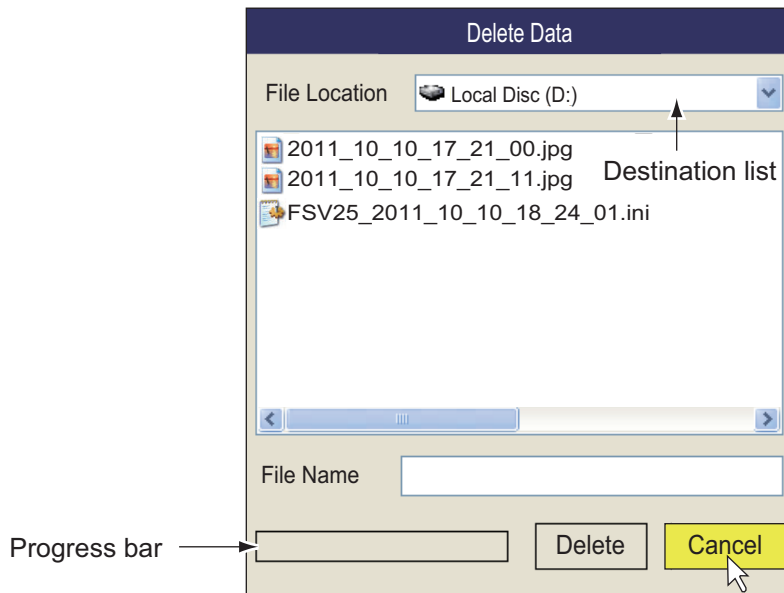 Delete Data
File Location
Local Disc (D:)
2011_10_10_17_21_00.jpg
2011_10_10_17_21_11.jpg
Destination list
FSV25_2011_10_10_18_24_01.ini
File Name
Progress bar
Delete
Cancel